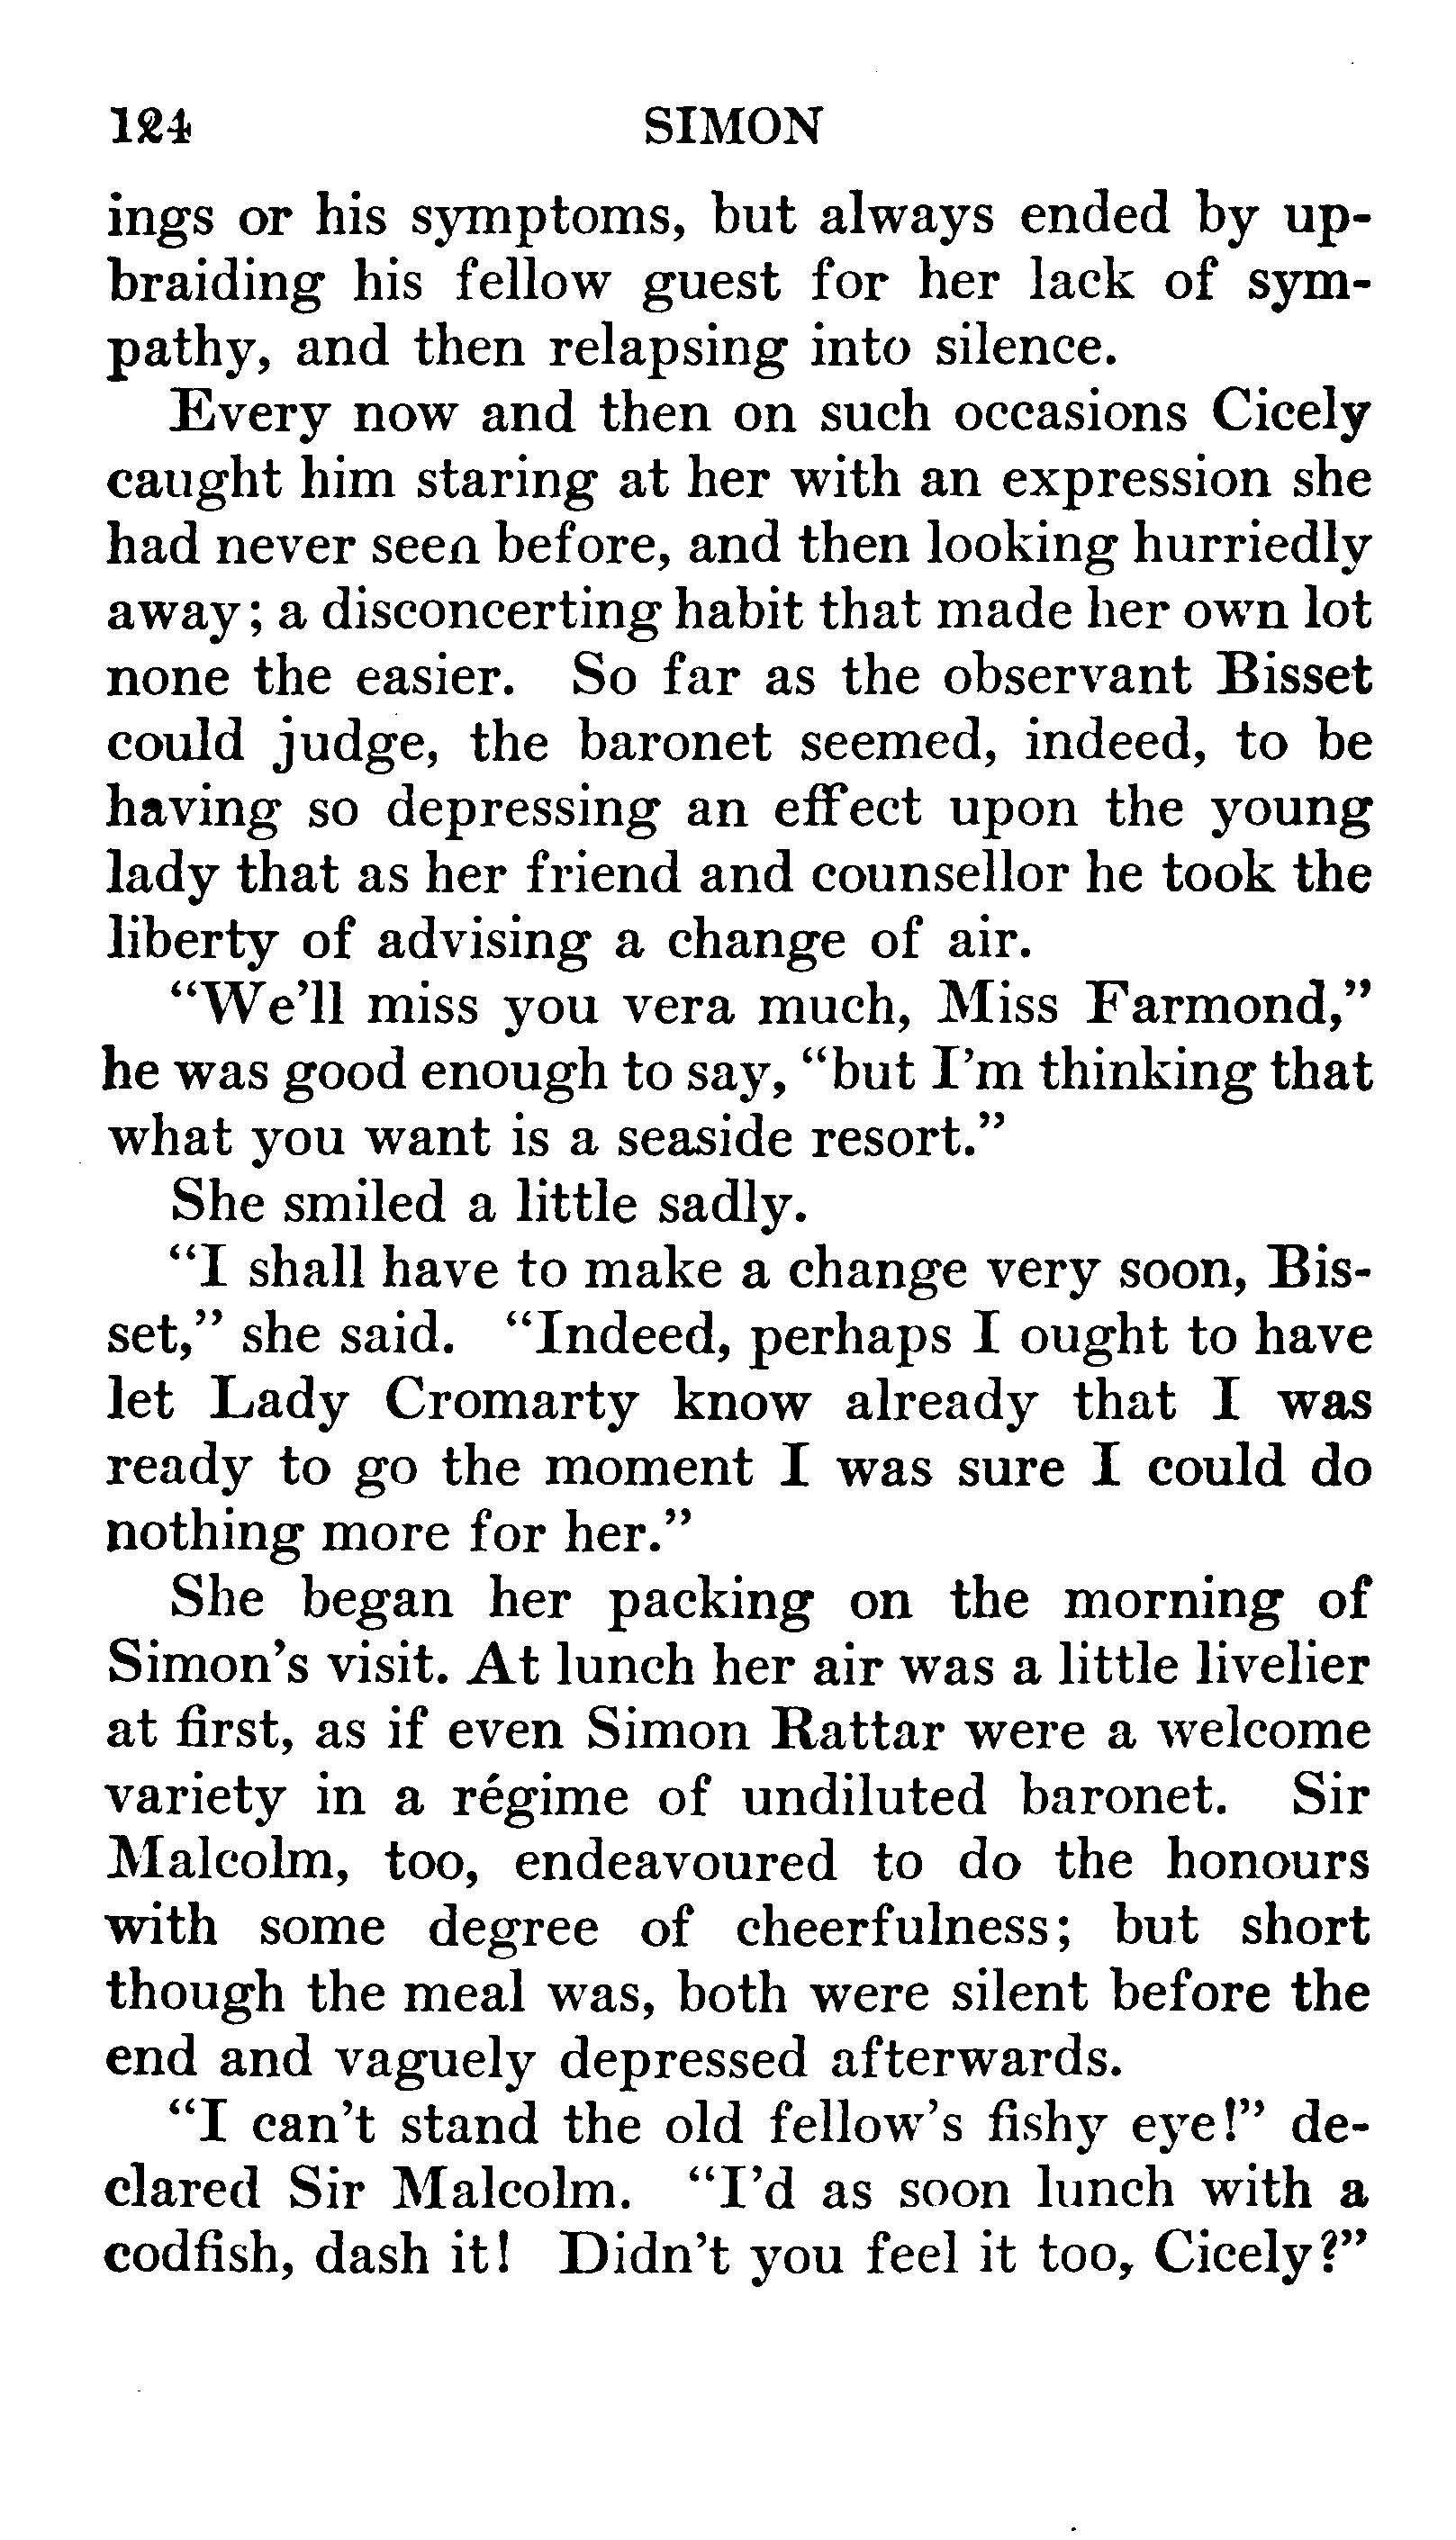 124 SIMON
ings or his symptoms, but always ended by up-
braiding his fellow guest for her lack of sym-
pathy, and then relapsing into silence.
Every now and then on such occasions Cicely
caught him staring at her with an expression she
had never seen before, and then looking hurriedly
away; a disconcerting habit that made her own lot
none the easier. So far as the observant Bisset
could judge, the baronet seemed, indeed, to be
having so depressing an effect upon the young
lady that as her friend and counsellor he took the
liberty of advising a change of air.
“We’ll miss you vera much, Miss Farmond,”
he was good enough to say, “but I’m thinking that
what you want is a seaside resort.”
She smiled a little sadly.
“I shall have to make a change very soon, Bis-
set,” she said. “Indeed, perhaps I ought to have
let Lady Cromarty know already that I was
ready to go the moment I was sure I could do
nothing more for her.”
She began her packing on the morning of
Simon’s visit. At lunch her air was a little livelier
at first, as if even Simon Rattar were a welcome
variety in a régime of undiluted baronet. Sir
Malcolm, too, endeavoured to do the honours
with some degree of cheerfulness; but short
though the meal was, both were silent before the
end and vaguely depressed afterwards.
“I can’t stand the old fellow’s fishy eye!” de-
clared Sir Malcolm. “I’d as soon lunch with a
codfish, dash it! Didn’t you feel it too, Cicely?”